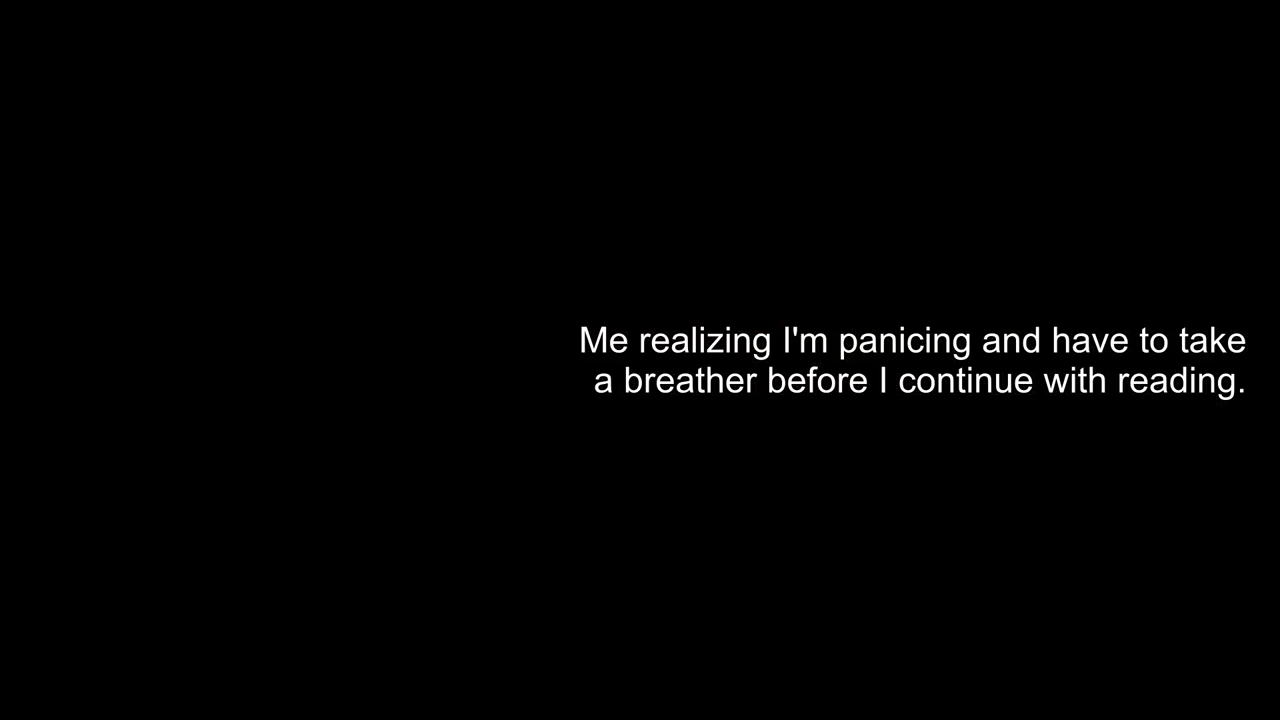 Me realizing I'm panicing and have to take
a breather before I continue with reading.